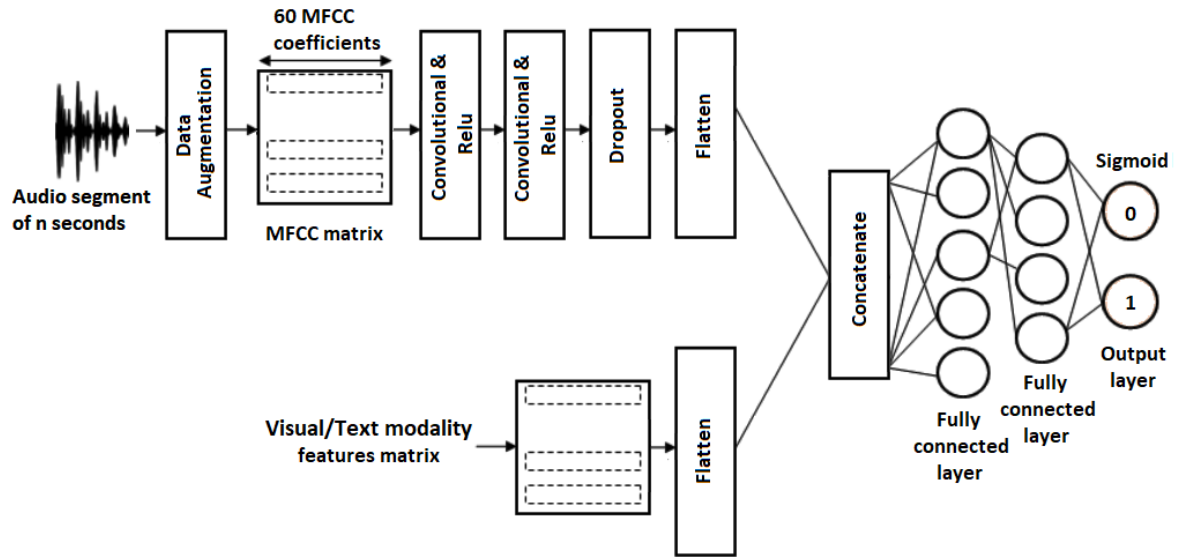 60 MFCC
coefficients
Audio segment
of n seconds
Data
Augmentation
MFCC matrix
Convolutional &
Relu
Convolutional &
Relu
Dropout
Flatten
Visual/Text modality
features matrix
Flatten
Concatenate
Fully
connected
layer
Fully
connected
layer
Sigmoid
0
1
Output
layer